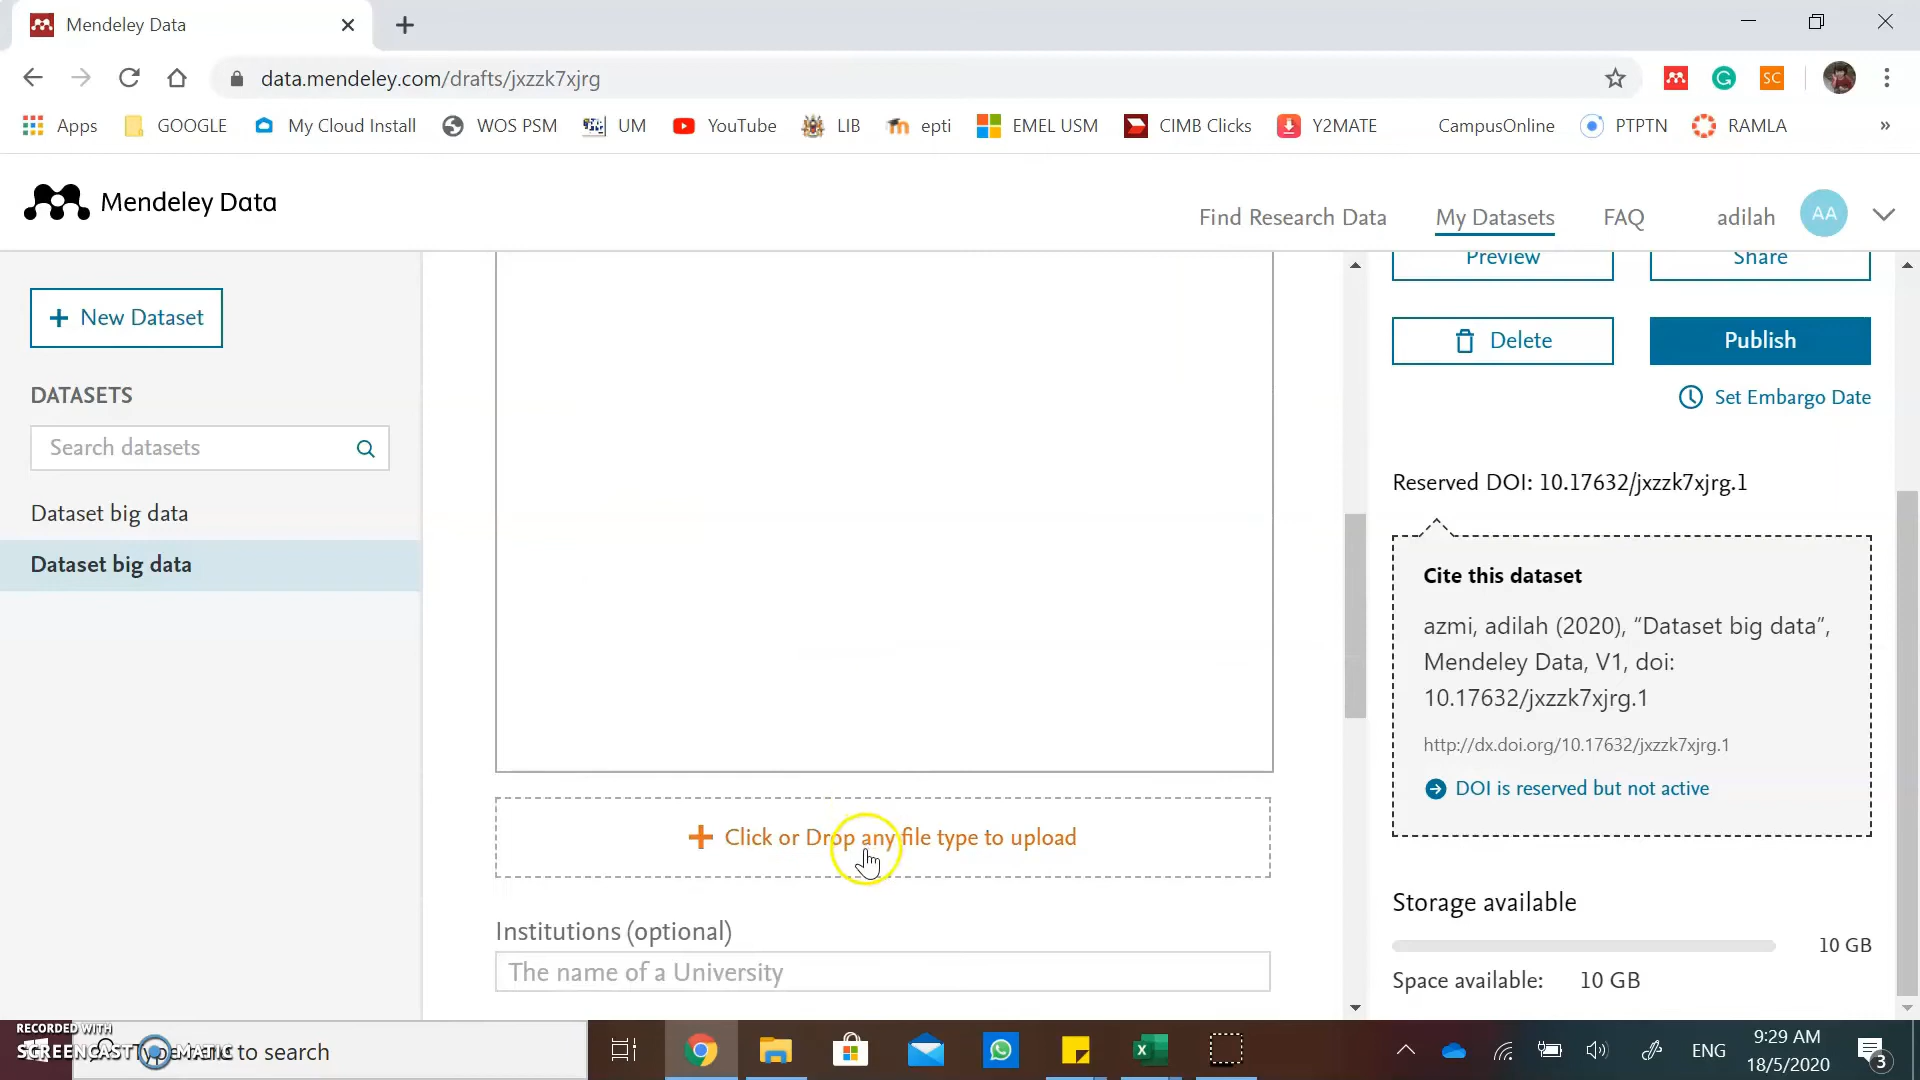 Mendeley Data
data.mendeley.com/drafts/jxzzk7xjrg
SC
Apps GOOGLE My Cloud Install WOS PSM UM YouTube LIB epti EMEL USM CIMB Clicks Y2MATE CampusOnline PTPTN RAMLA »
Mendeley Data
Find Research Data My Datasets FAQ adilah AA
New Dataset
DATASETS
Search datasets
Dataset big data
Dataset big data
Click or Drop any file type to upload
Institutions (optional)
The name of a University
Preview Share
Delete Publish
Set Embargo Date
Reserved DOI: 10.17632/jxzzk7xjrg.1
Cite this dataset
azmi, adilah (2020), “Dataset big data”,
Mendeley Data, V1, doi:
10.17632/jxzzk7xjrg.1
http://dx.doi.org/10.17632/jxzzk7xjrg.1
DOI is reserved but not active
Storage available
10 GB
Space available: 10 GB
RECORDED WITH
SCREENCAST MATIC
Type here to search
ENG
9:29 AM
18/5/2020
3